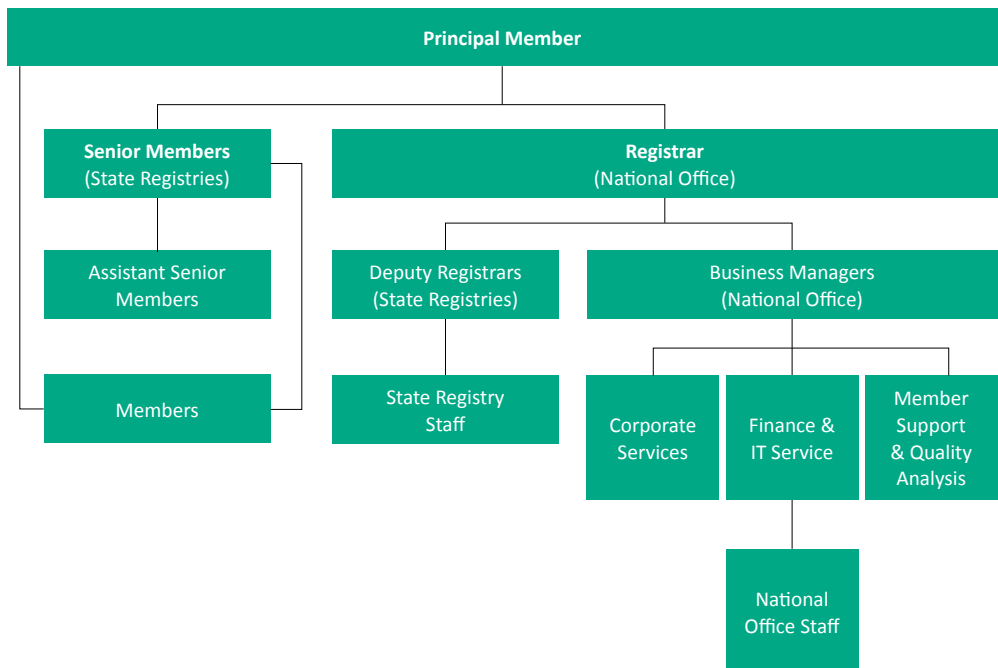 Principal Member
Senior Members
(State Registries)
Registrar
(National Office)
Assistant Senior
Members
Deputy Registrars
(State Registries)
Business Managers
(National Office)
Members
State Registry
Staff
Corporate
Services
Finance &
IT Service
Member
Support
& Quality
Analysis
National
Office Staff